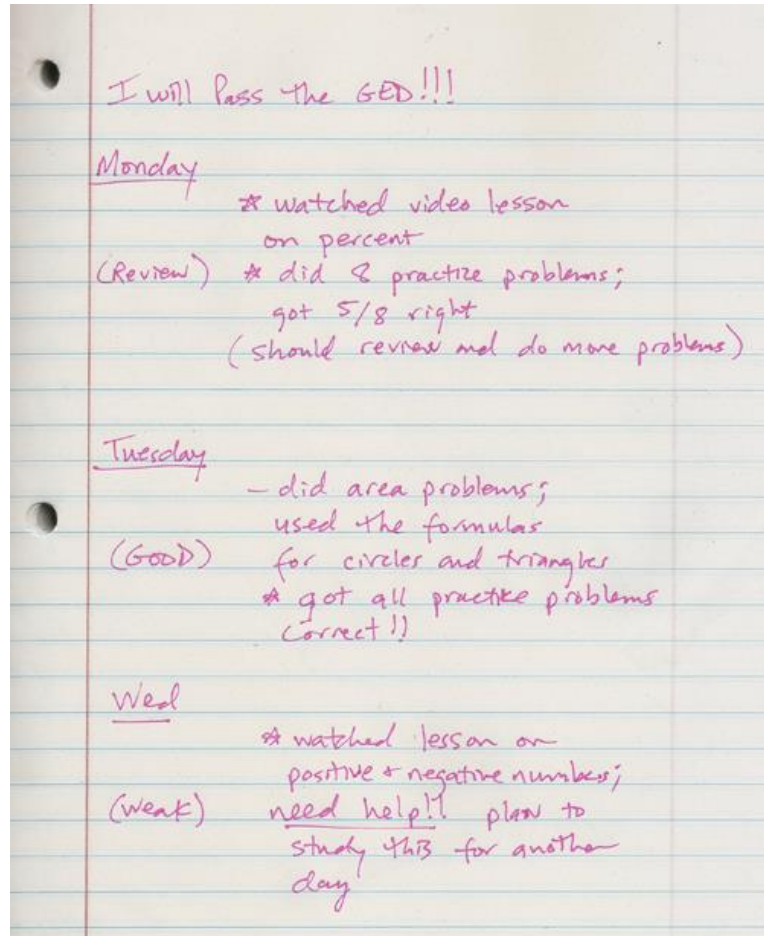 I will Pass the GED!!!
Monday
* watched video lesson
on percent
(Review) * did 8 practize problems;
got 5/8 right
(should review and do more problems)
Tuesday
- did area problems;
used the formulas
(GOOD) for circles and triangles
* got all practize problems
correct!!
Wed
* watched lesson on
positive + negative numbers;
(Weak) need help!! plan to
study this for another
day